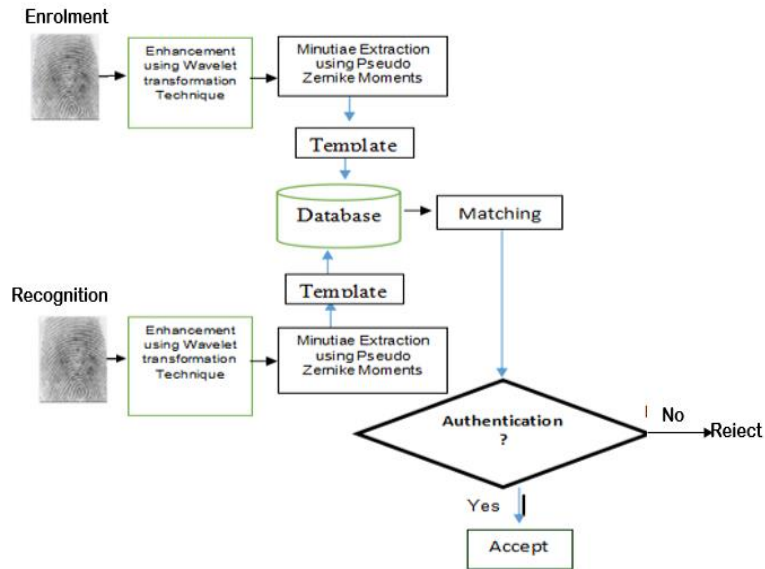 Enrolment
Enhancement
using Wavelet
transformation
Technique
Minutiae Extraction
using Pseudo
Zernike Moments
Template
Database
Matching
Recognition
Template
Enhancement
using Wavelet
transformation
Technique
Minutiae Extraction
using Pseudo
Zernike Moments
Authentication
?
No
Reject
Yes
Accept